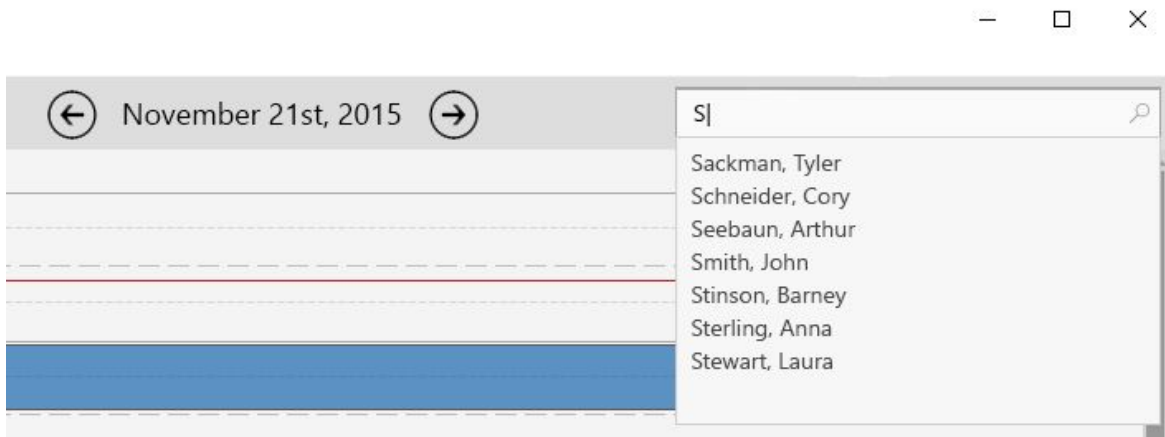 November 21st, 2015
S
Sackman, Tyler
Schneider, Cory
Seebaun, Arthur
Smith, John
Stinson, Barney
Sterling, Anna
Stewart, Laura